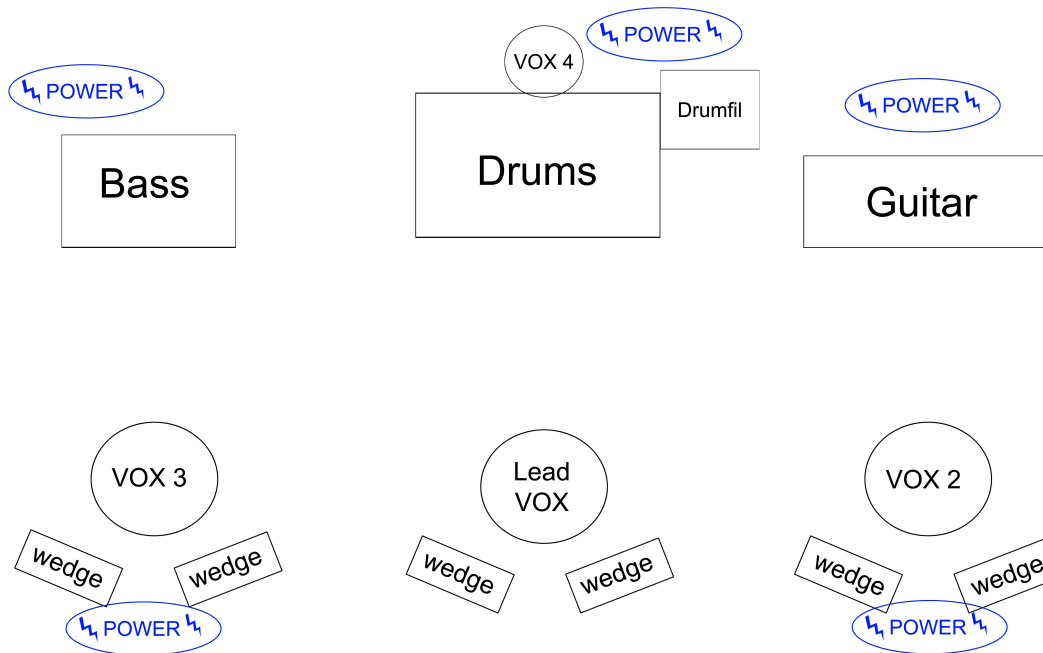 POWER
VOX 4
POWER
Drumfil
POWER
Bass
Drums
Guitar
VOX 3
Lead
VOX
VOX 2
wedge
wedge
wedge
wedge
wedge
wedge
POWER
POWER